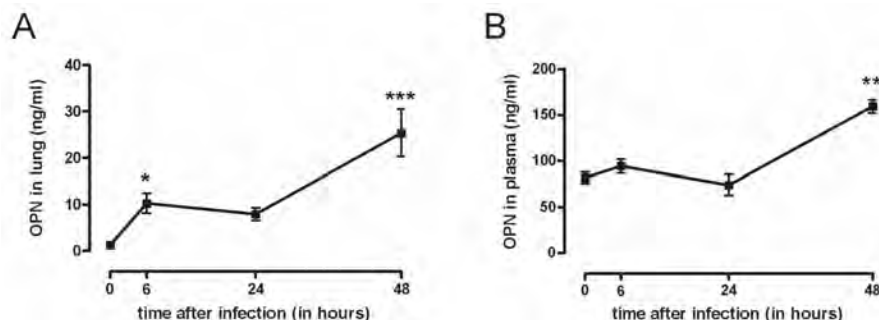 A
OPN in lung (ng/ml)
40
30
20
10
0
*
***
0 6 24 48
time after infection (in hours)
B
OPN in plasma (ng/ml)
200
150
100
50
0
**
0 6 24 48
time after infection (in hours)